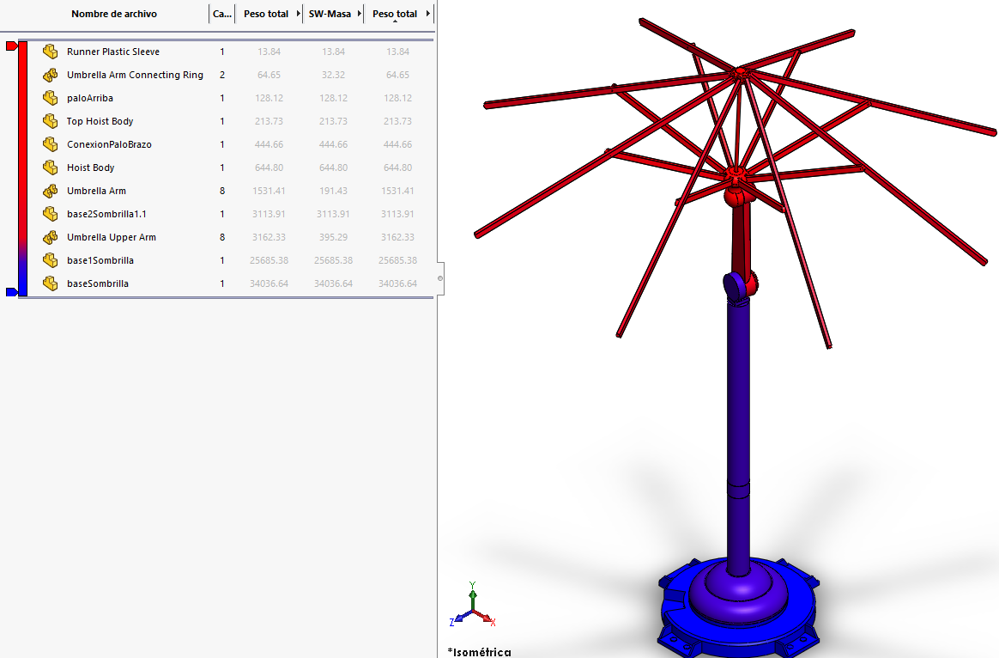 Nombre de archivo Ca... Peso total SW-Masa Peso total
Runner Plastic Sleeve 1 13.84 13.84 13.84
Umbrella Arm Connecting Ring 2 64.65 32.32 64.65
paloArriba 1 128.12 128.12 128.12
Top Hoist Body 1 213.73 213.73 213.73
ConexionPaloBrazo 1 444.66 444.66 444.66
Hoist Body 1 644.80 644.80 644.80
Umbrella Arm 8 1531.41 191.43 1531.41
base2Sombrilla1.1 1 3113.91 3113.91 3113.91
Umbrella Upper Arm 8 3162.33 395.29 3162.33
base1Sombrilla 1 25685.38 25685.38 25685.38
baseSombrilla 1 34036.64 34036.64 34036.64
Y
Z X
*Isométrica